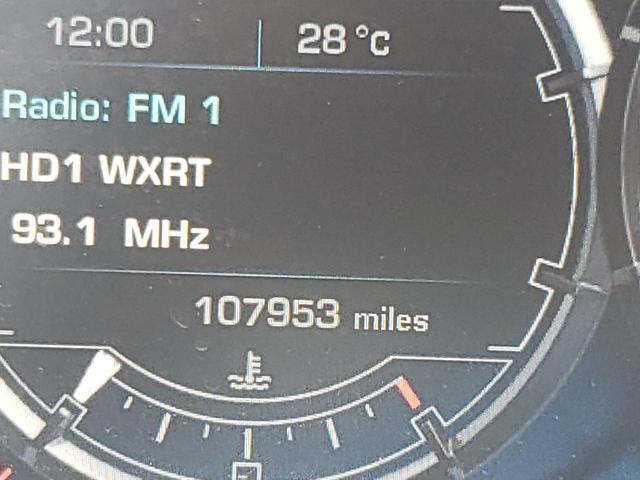 12:00 28 °C
Radio: FM 1
HD1 WXRT
93.1 MHz
107953 miles